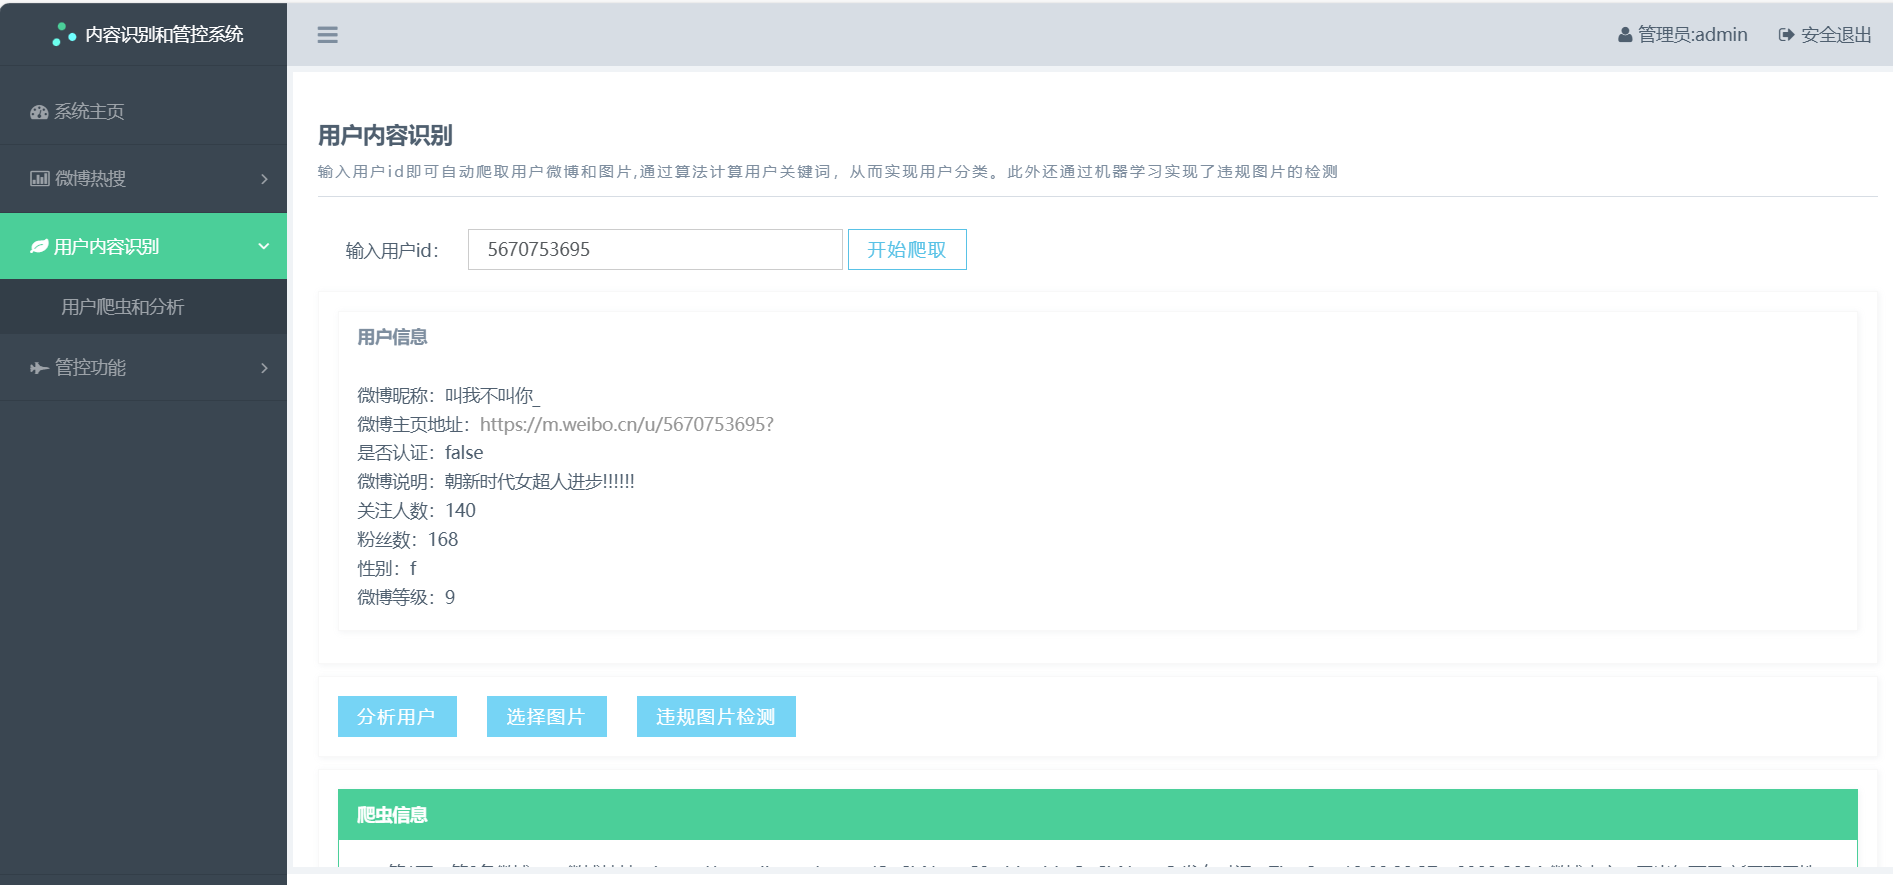 内容识别和管控系统
管理员:admin
安全退出
系统主页
微博热搜
用户内容识别
用户爬虫和分析
管控功能
用户内容识别
输入用户id即可自动爬取用户微博和图片,通过算法计算用户关键词，从而实现用户分类。此外还通过机器学习实现了违规图片的检测
输入用户id： 5670753695 开始爬取
用户信息
微博昵称：叫我不叫你_
微博主页地址：https://m.weibo.cn/u/5670753695?
是否认证：false
微博说明：朝新时代女超人进步!!!!!!
关注人数：140
粉丝数：168
性别：f
微博等级：9
分析用户 选择图片 违规图片检测
爬虫信息